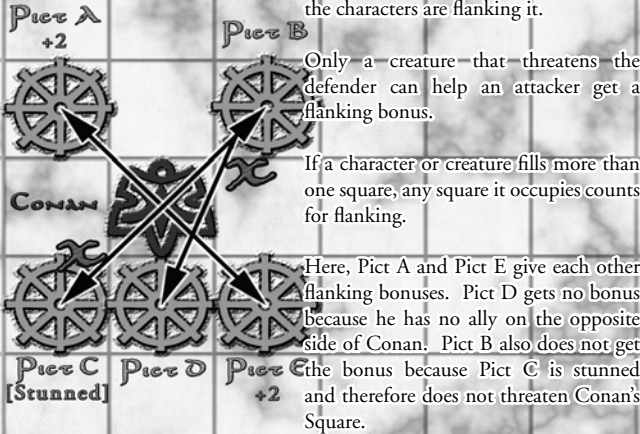 Pict A
+2
Pict B
Conan
X
X
Pict C
[Stunned]
Pict D
Pict E
+2
the characters are flanking it.
Only a creature that threatens the
defender can help an attacker get a
flanking bonus.
If a character or creature fills more than
one square, any square it occupies counts
for flanking.
Here, Pict A and Pict E give each other
flanking bonuses. Pict D gets no bonus
because he has no ally on the opposite
side of Conan. Pict B also does not get
the bonus because Pict C is stunned
and therefore does not threaten Conan's
Square.